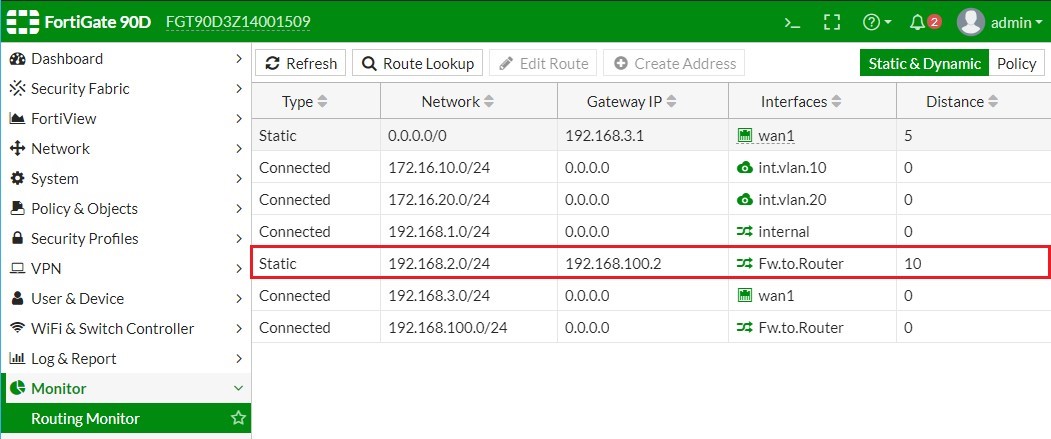 FortiGate 90D FGT90D3Z14001509 >_ 2 admin
Dashboard
Security Fabric
FortiView
Network
System
Policy & Objects
Security Profiles
VPN
User & Device
WiFi & Switch Controller
Log & Report
Monitor
Routing Monitor
Refresh Route Lookup Edit Route Create Address Static & Dynamic Policy
Type Network Gateway IP Interfaces Distance
Static 0.0.0.0/0 192.168.3.1 wan1 5
Connected 172.16.10.0/24 0.0.0.0 int.vlan.10 0
Connected 172.16.20.0/24 0.0.0.0 int.vlan.20 0
Connected 192.168.1.0/24 0.0.0.0 internal 0
Static 192.168.2.0/24 192.168.100.2 Fw.to.Router 10
Connected 192.168.3.0/24 0.0.0.0 wan1 0
Connected 192.168.100.0/24 0.0.0.0 Fw.to.Router 0